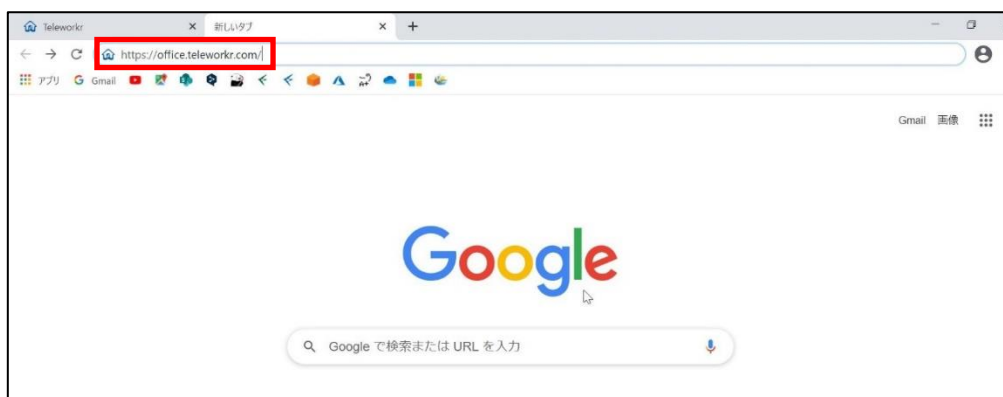 Teleworkr 新しいタブ
https://office.teleworkr.com/
アプリ Gmail
Gmail 画像
Google
Google で検索または URL を入力